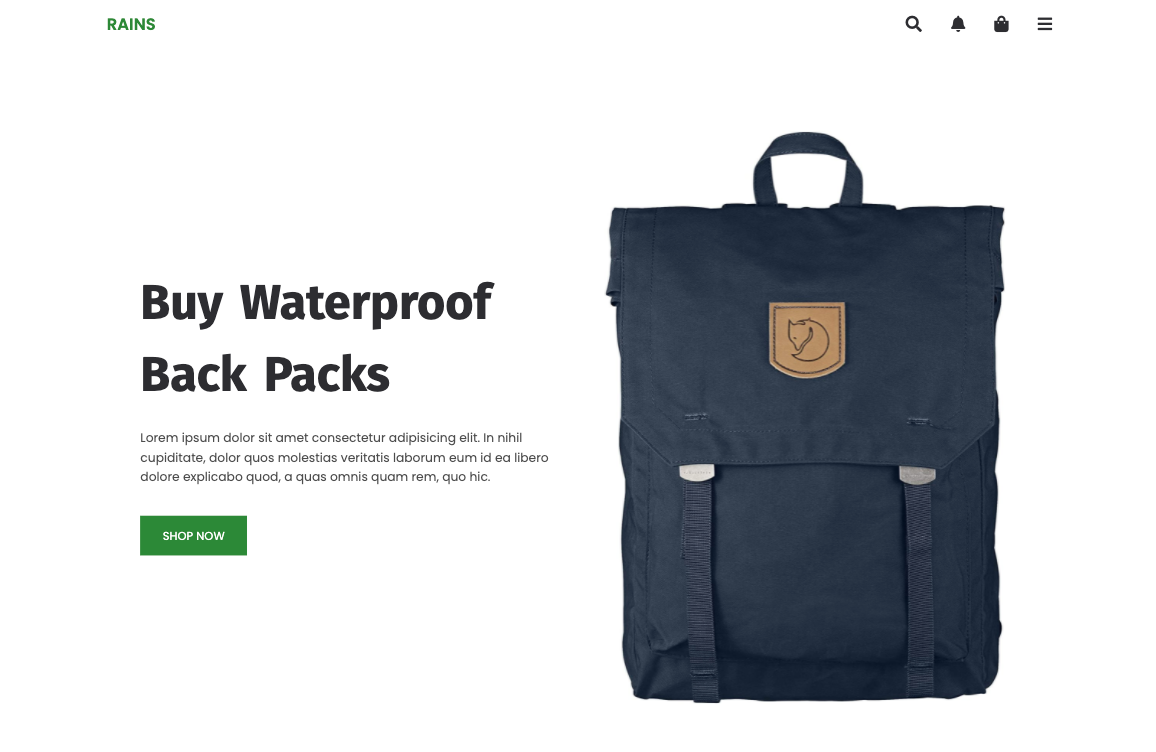 RAINS
Buy Waterproof
Back Packs
Lorem ipsum dolor sit amet consectetur adipisicing elit. In nihil
cupiditate, dolor quos molestias veritatis laborum eum id ea libero
dolore explicabo quod, a quas omnis quam rem, quo hic.
SHOP NOW